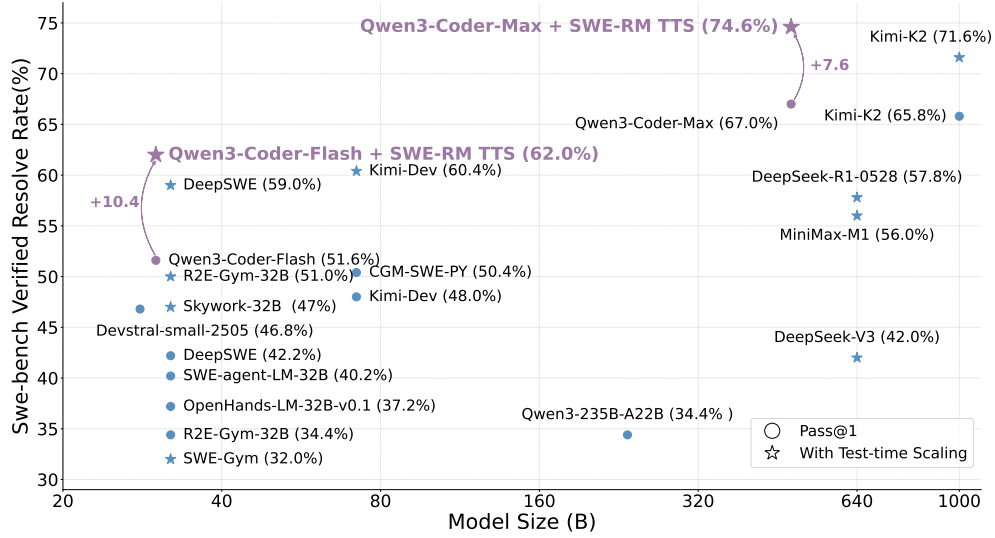 75
70
65
60
55
50
45
40
35
30
Swe-bench Verified Resolve Rate(%)
Qwen3-Coder-Max + SWE-RM TTS (74.6%)
Kimi-K2 (71.6%)
+7.6
Qwen3-Coder-Max (67.0%)
Kimi-K2 (65.8%)
Qwen3-Coder-Flash + SWE-RM TTS (62.0%)
Kimi-Dev (60.4%)
DeepSWE (59.0%)
DeepSeek-R1-0528 (57.8%)
+10.4
MiniMax-M1 (56.0%)
Qwen3-Coder-Flash (51.6%)
R2E-Gym-32B (51.0%)
CGM-SWE-PY (50.4%)
Kimi-Dev (48.0%)
Skywork-32B  (47%)
Devstral-small-2505 (46.8%)
DeepSWE (42.2%)
DeepSeek-V3 (42.0%)
SWE-agent-LM-32B (40.2%)
OpenHands-LM-32B-v0.1 (37.2%)
Qwen3-235B-A22B (34.4% )
R2E-Gym-32B (34.4%)
SWE-Gym (32.0%)
Pass@1
With Test-time Scaling
20 40 80 160 320 640 1000
Model Size (B)